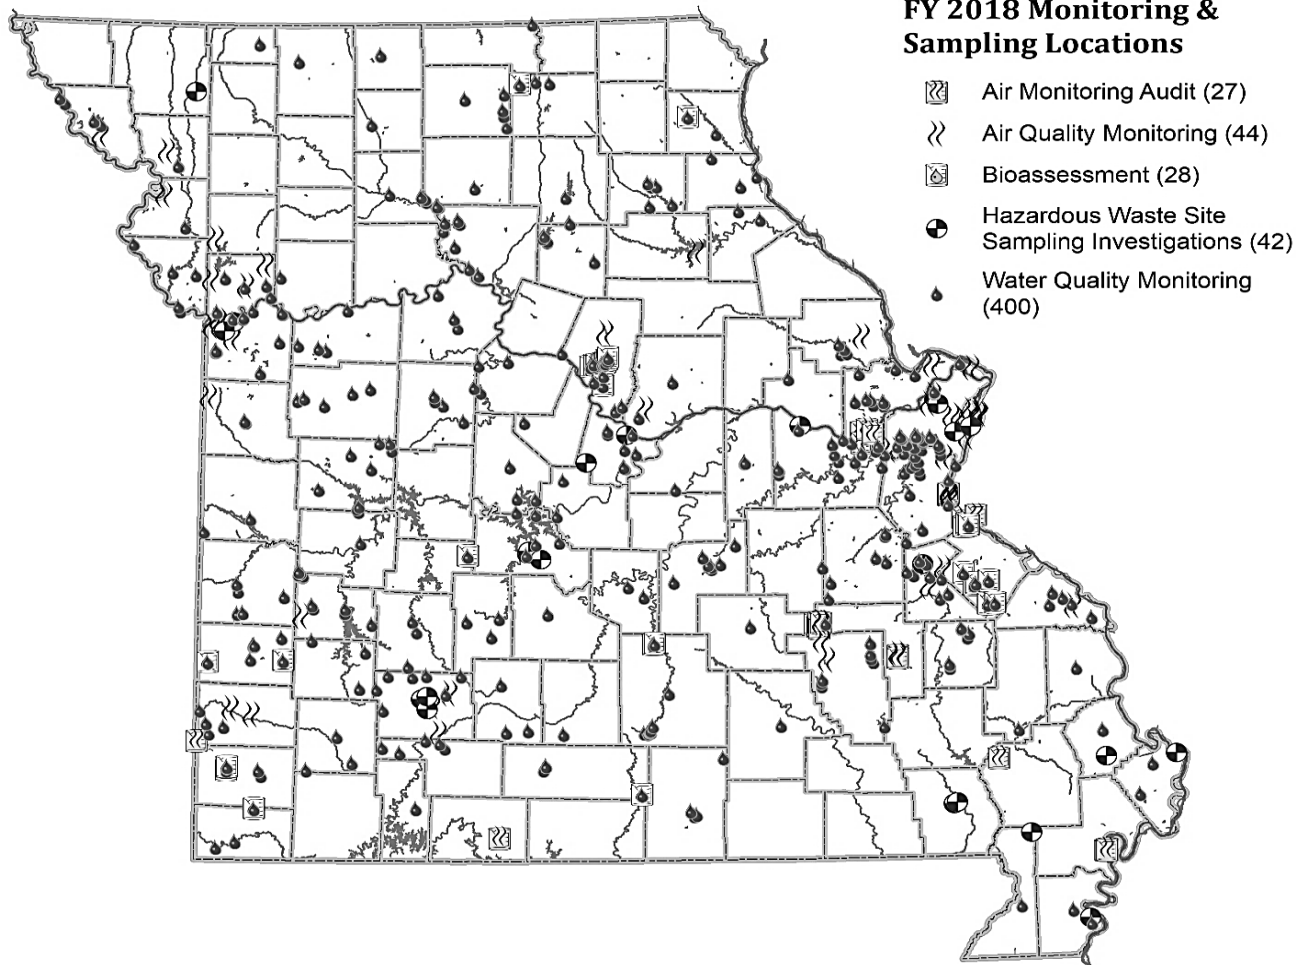 FY 2018 Monitoring &
Sampling Locations
Air Monitoring Audit (27)
Air Quality Monitoring (44)
Bioassessment (28)
Hazardous Waste Site
Sampling Investigations (42)
Water Quality Monitoring
(400)